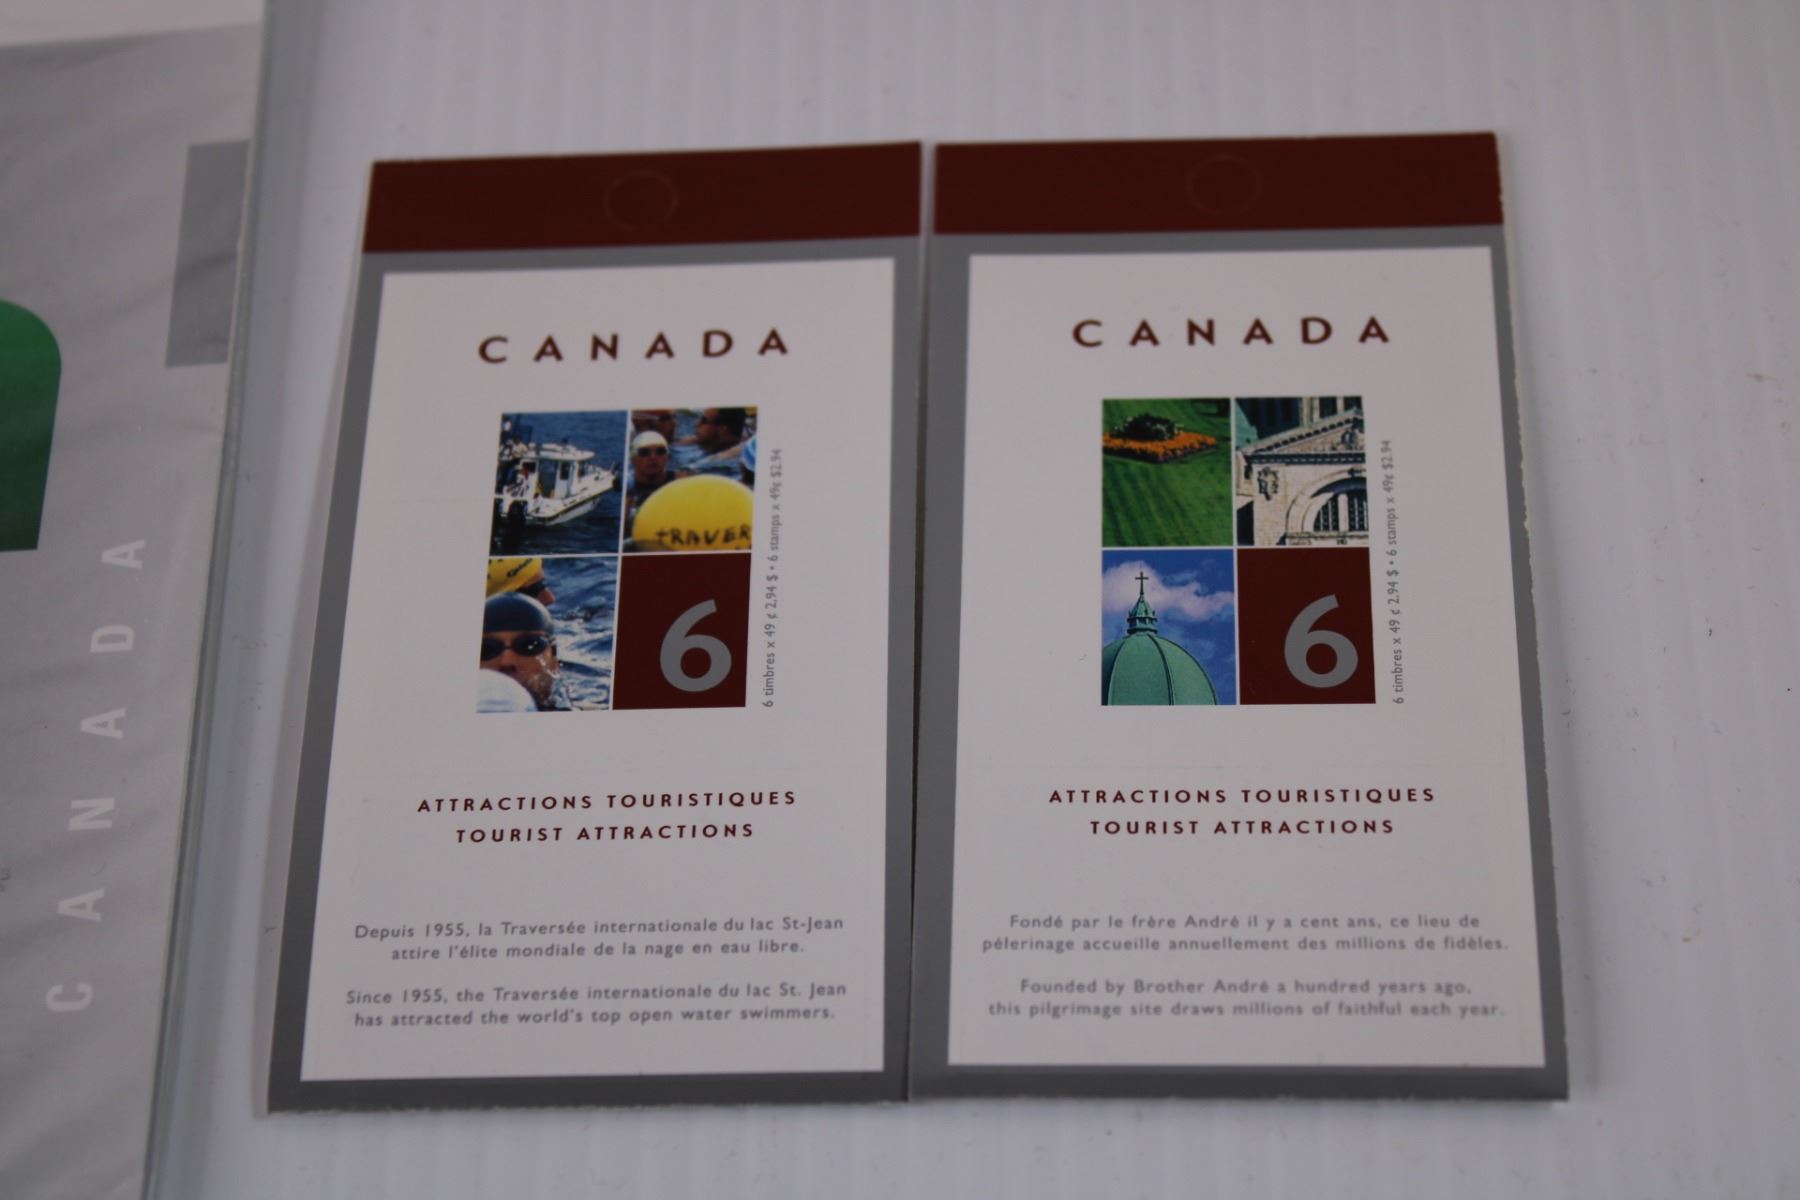 CANADA
CANADA
TRAVER
6
6 timbres x 49 ¢ 2,94 $ • 6 stamps x 49¢ $2.94
ATTRACTIONS TOURISTIQUES
TOURIST ATTRACTIONS
Depuis 1955, la Traversée internationale du lac St-Jean
attire l'élite mondiale de la nage en eau libre.
Since 1955, the Traversée internationale du lac St. Jean
has attracted the world's top open water swimmers.
CANADA
6
6 timbres x 49 ¢ 2,94 $ • 6 stamps x 49¢ $2.94
ATTRACTIONS TOURISTIQUES
TOURIST ATTRACTIONS
Fondé par le frère André il y a cent ans, ce lieu de
pélerinage accueille annuellement des millions de fidèles.
Founded by Brother André a hundred years ago,
this pilgrimage site draws millions of faithful each year.